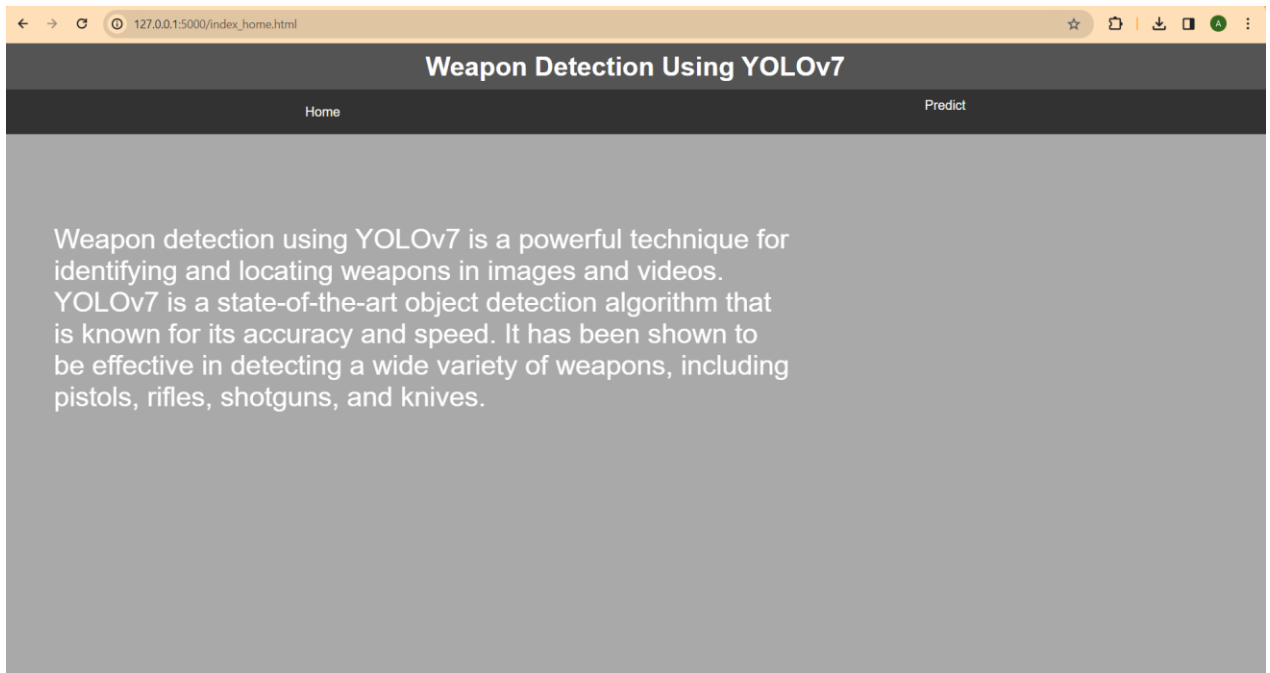 127.0.0.1:5000/index_home.html
A
Weapon Detection Using YOLOv7
Home
Predict
Weapon detection using YOLOv7 is a powerful technique for
identifying and locating weapons in images and videos.
YOLOv7 is a state-of-the-art object detection algorithm that
is known for its accuracy and speed. It has been shown to
be effective in detecting a wide variety of weapons, including
pistols, rifles, shotguns, and knives.